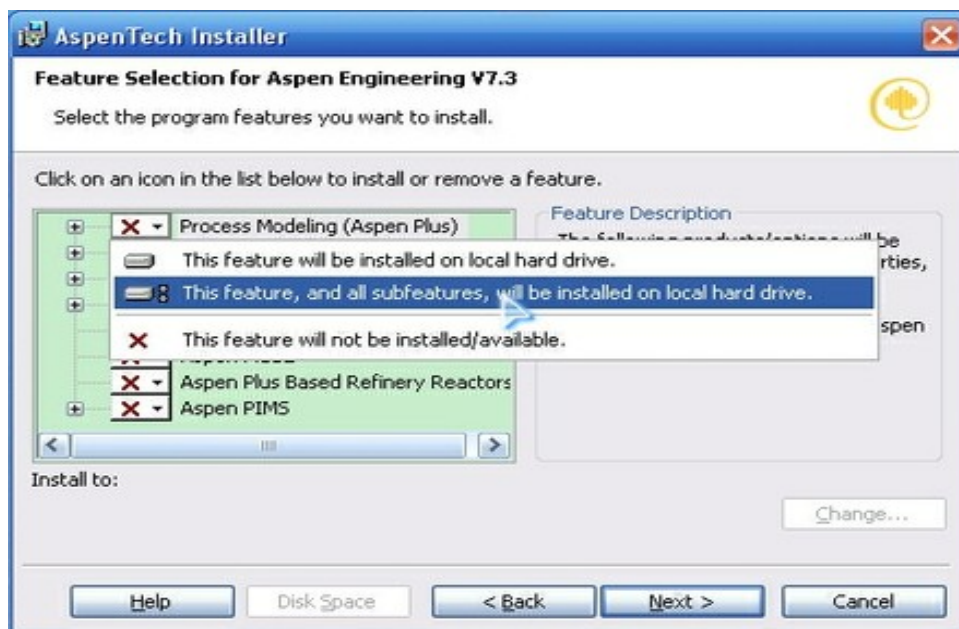 AspenTech Installer
Feature Selection for Aspen Engineering V7.3
Select the program features you want to install.
Click on an icon in the list below to install or remove a feature.
Process Modeling (Aspen Plus)
Feature Description
be
This feature will be installed on local hard drive.
rties,
This feature, and all subfeatures, will be installed on local hard drive.
spen
This feature will not be installed/available.
Aspen Plus Based Refinery Reactors
Aspen PIMS
Install to:
Change...
Help
Disk Space
< Back
Next >
Cancel